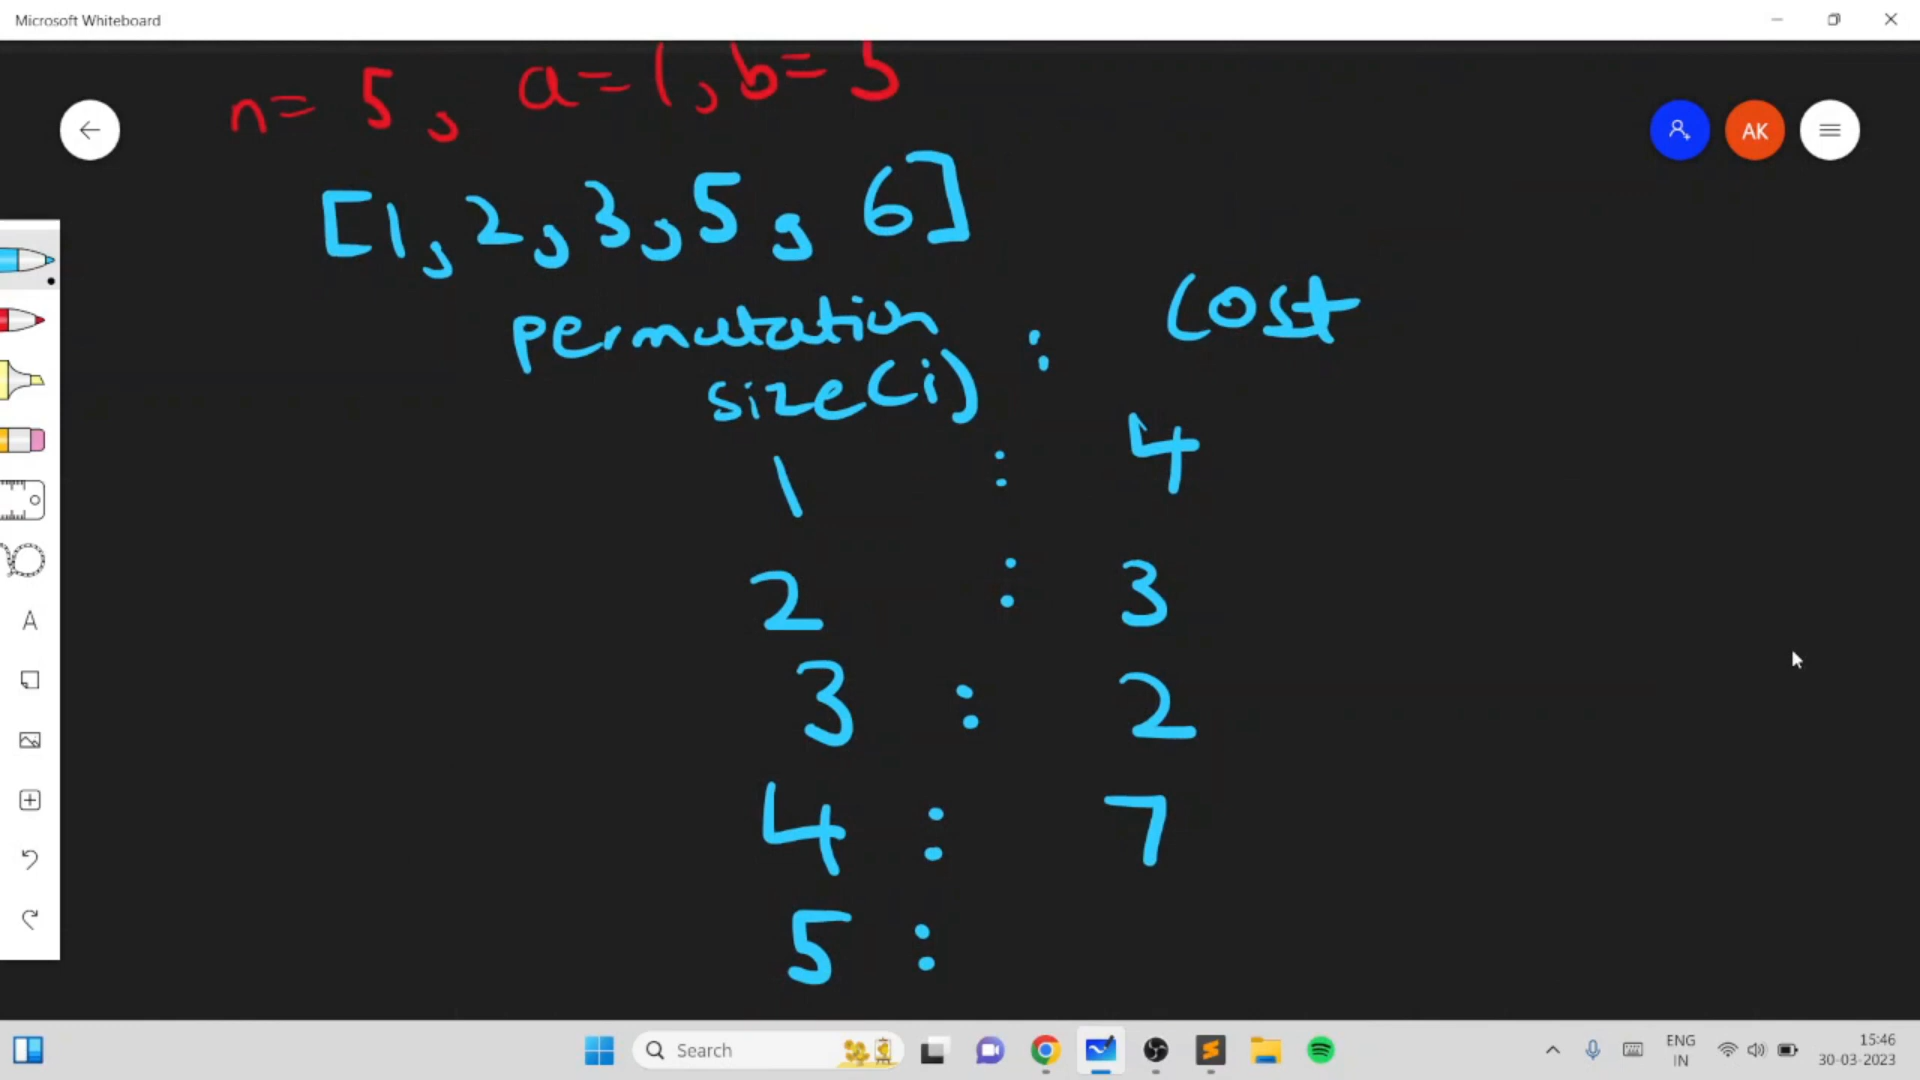 Microsoft Whiteboard
n= 5, a=1, b=5
AK
[1, 2, 3, 5, 6]
permutation size(i) : Cost
1 : 4
2 : 3
3 : 2
4 : 7
5 :
A
Search
ENG
IN
15:46
30-03-2023